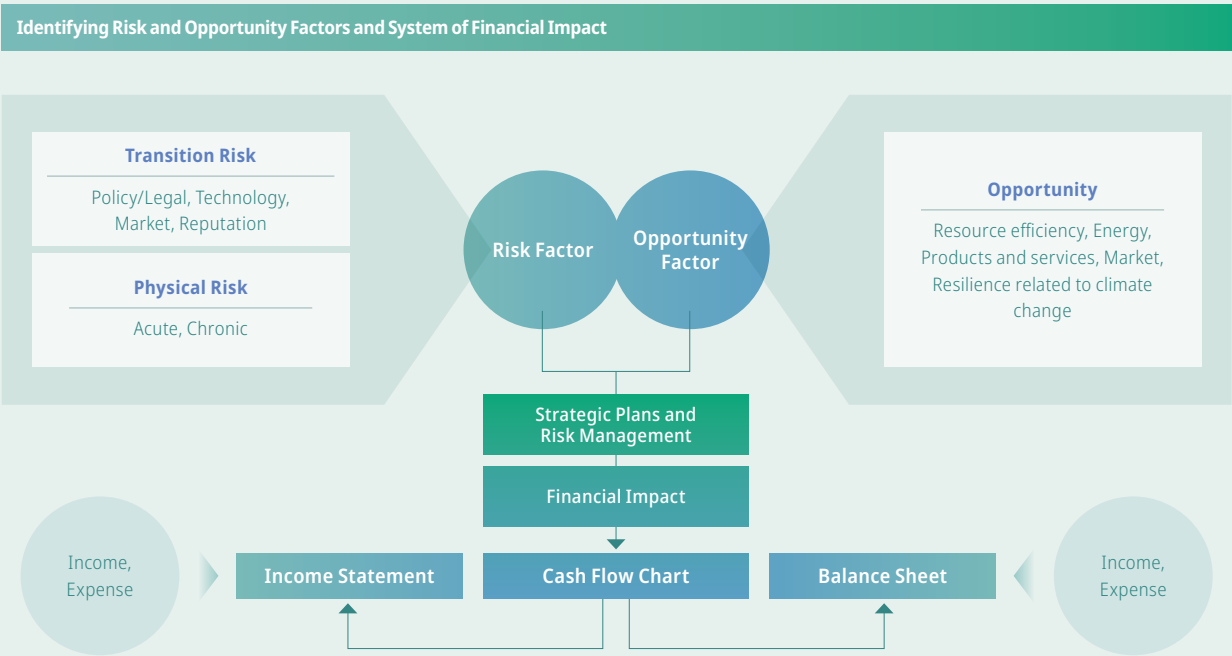 Identifying Risk and Opportunity Factors and System of Financial Impact
Transition Risk
Policy/Legal, Technology,
Market, Reputation
Physical Risk
Acute, Chronic
Risk Factor
Opportunity
Factor
Opportunity
Resource efficiency, Energy,
Products and services, Market,
Resilience related to climate
change
Strategic Plans and
Risk Management
Financial Impact
Income,
Expense
Income Statement
Cash Flow Chart
Balance Sheet
Income,
Expense